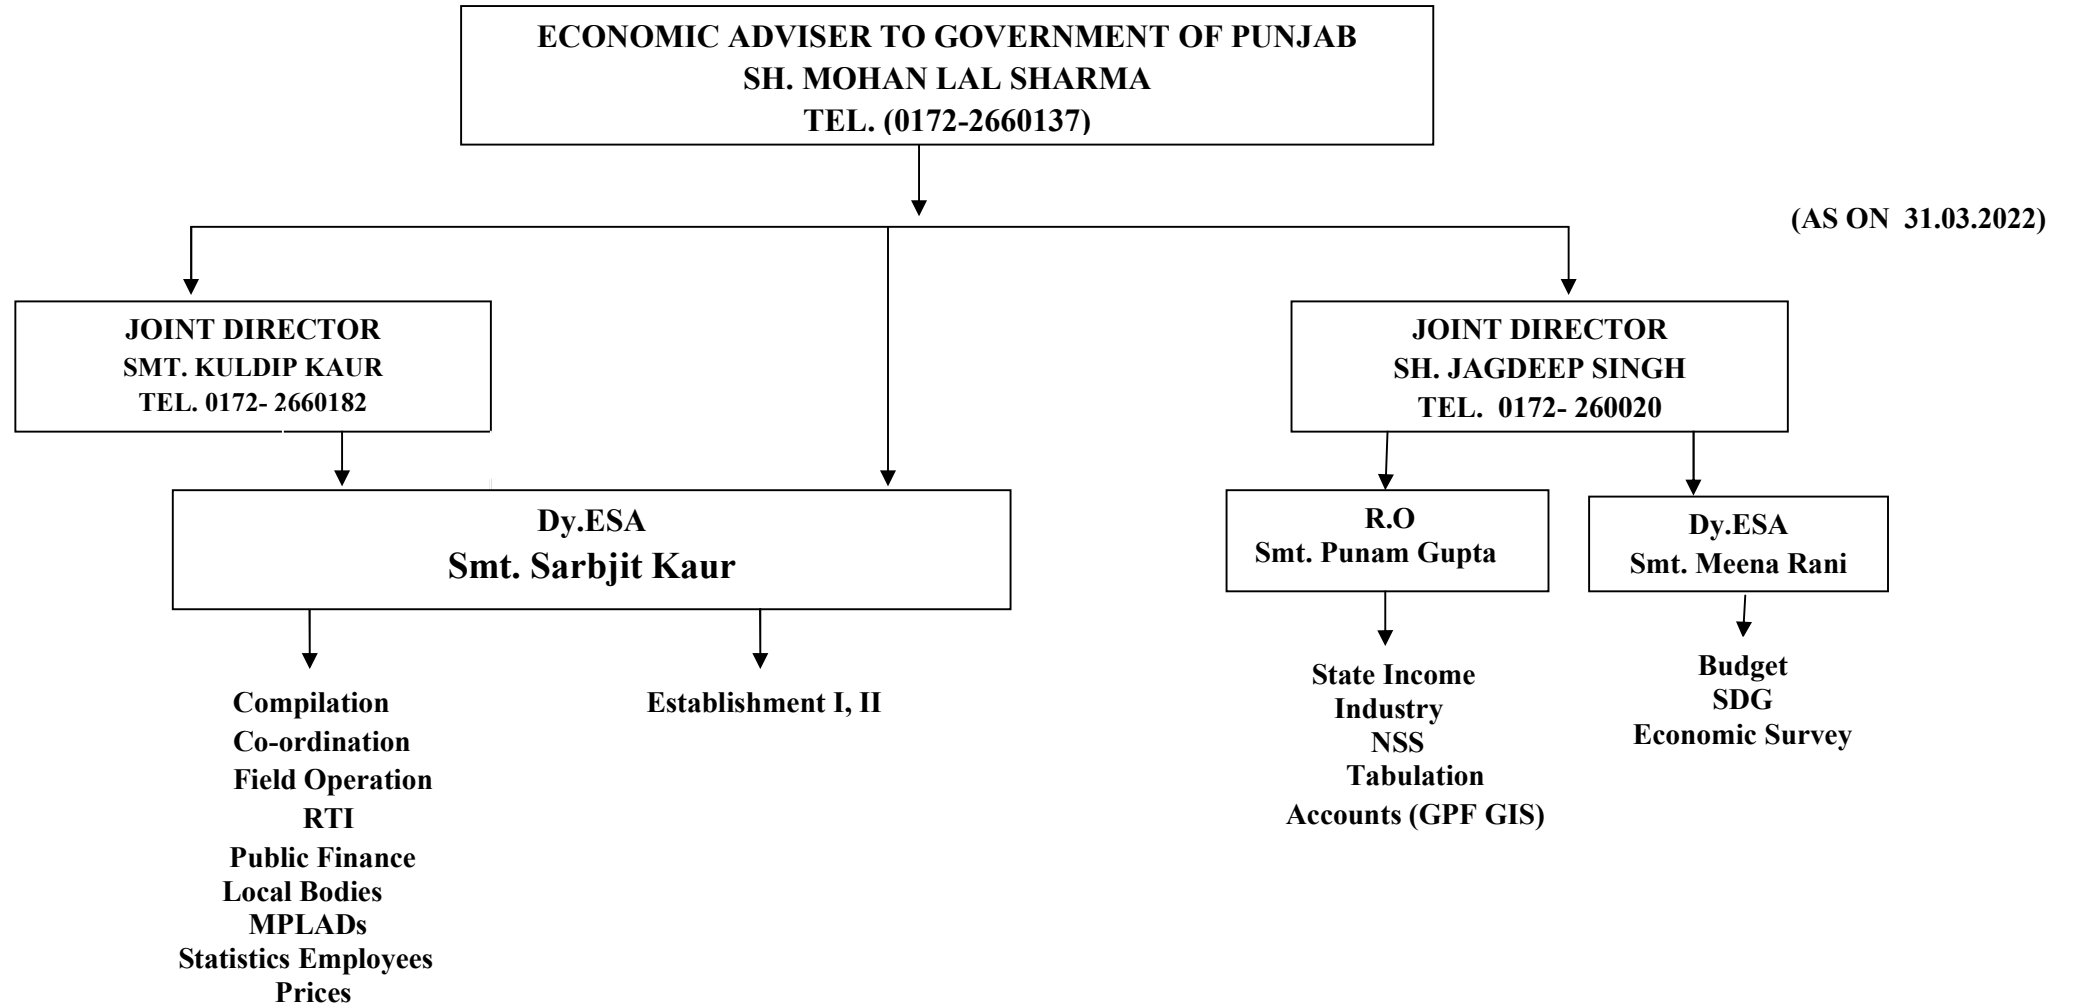 ECONOMIC ADVISER TO GOVERNMENT OF PUNJAB
SH. MOHAN LAL SHARMA
TEL. (0172-2660137)
(AS ON 31.03.2022)
JOINT DIRECTOR
SMT. KULDIP KAUR
TEL. 0172- 2660182
JOINT DIRECTOR
SH. JAGDEEP SINGH
TEL. 0172- 260020
Dy.ESA
Smt. Sarbjit Kaur
R.O
Smt. Punam Gupta
Dy.ESA
Smt. Meena Rani
Compilation
Co-ordination
Field Operation
RTI
Public Finance
Local Bodies
MPLADs
Statistics Employees
Prices
Establishment I, II
State Income
Industry
NSS
Tabulation
Accounts (GPF GIS)
Budget
SDG
Economic Survey